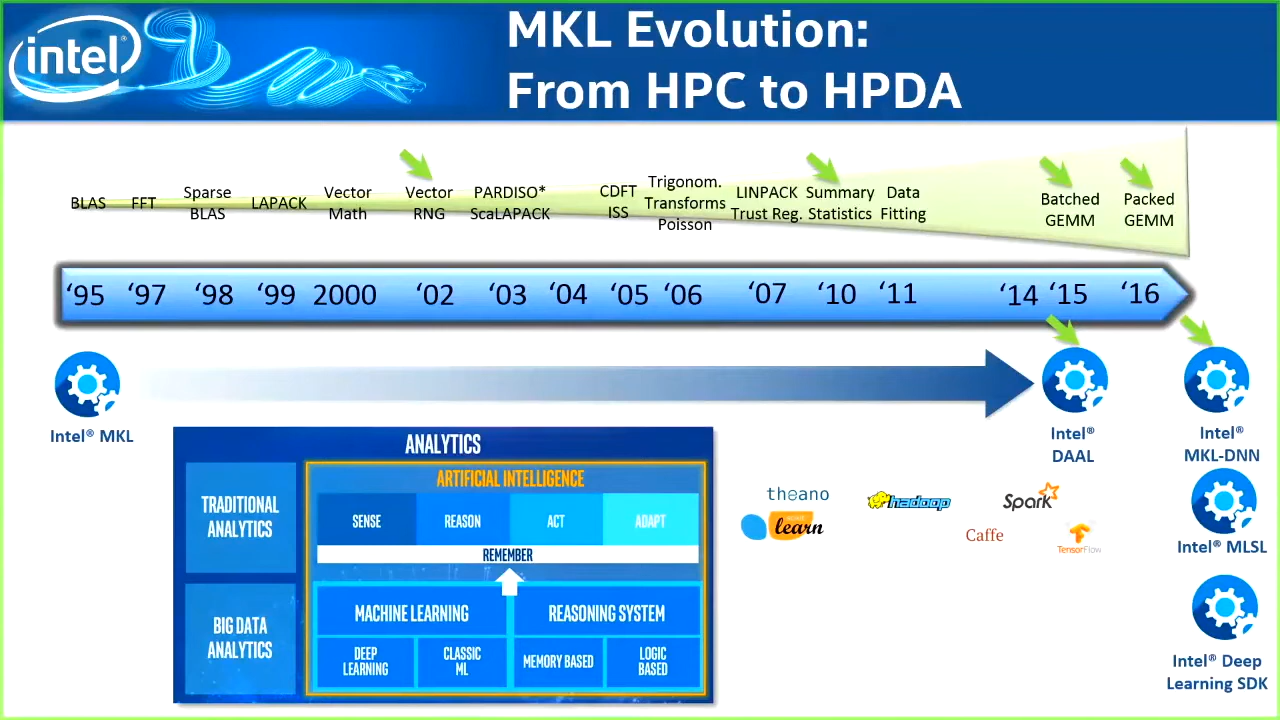 intel®
MKL Evolution:
From HPC to HPDA
BLAS
FFT
Sparse
BLAS
LAPACK
Vector
Math
Vector
RNG
PARDISO*
ScaLAPACK
CDFT
ISS
Trigonom.
Transforms
Poisson
LINPACK
Trust Reg.
Summary
Statistics
Data
Fitting
Batched
GEMM
Packed
GEMM
‘95 ‘97 ‘98 ‘99 2000 ‘02 ‘03 ‘04 ‘05 ‘06 ‘07 ‘10 ‘11 ‘14 ‘15 ‘16
Intel® MKL
Intel®
DAAL
Intel®
MKL-DNN
Intel® MLSL
Intel® Deep
Learning SDK
ANALYTICS
TRADITIONAL
ANALYTICS
BIG DATA
ANALYTICS
ARTIFICIAL INTELLIGENCE
SENSE
REASON
ACT
ADAPT
REMEMBER
MACHINE LEARNING
REASONING SYSTEM
DEEP
LEARNING
CLASSIC
ML
MEMORY BASED
LOGIC
BASED
theano
hadoop
Spark
learn
Caffe
TensorFlow